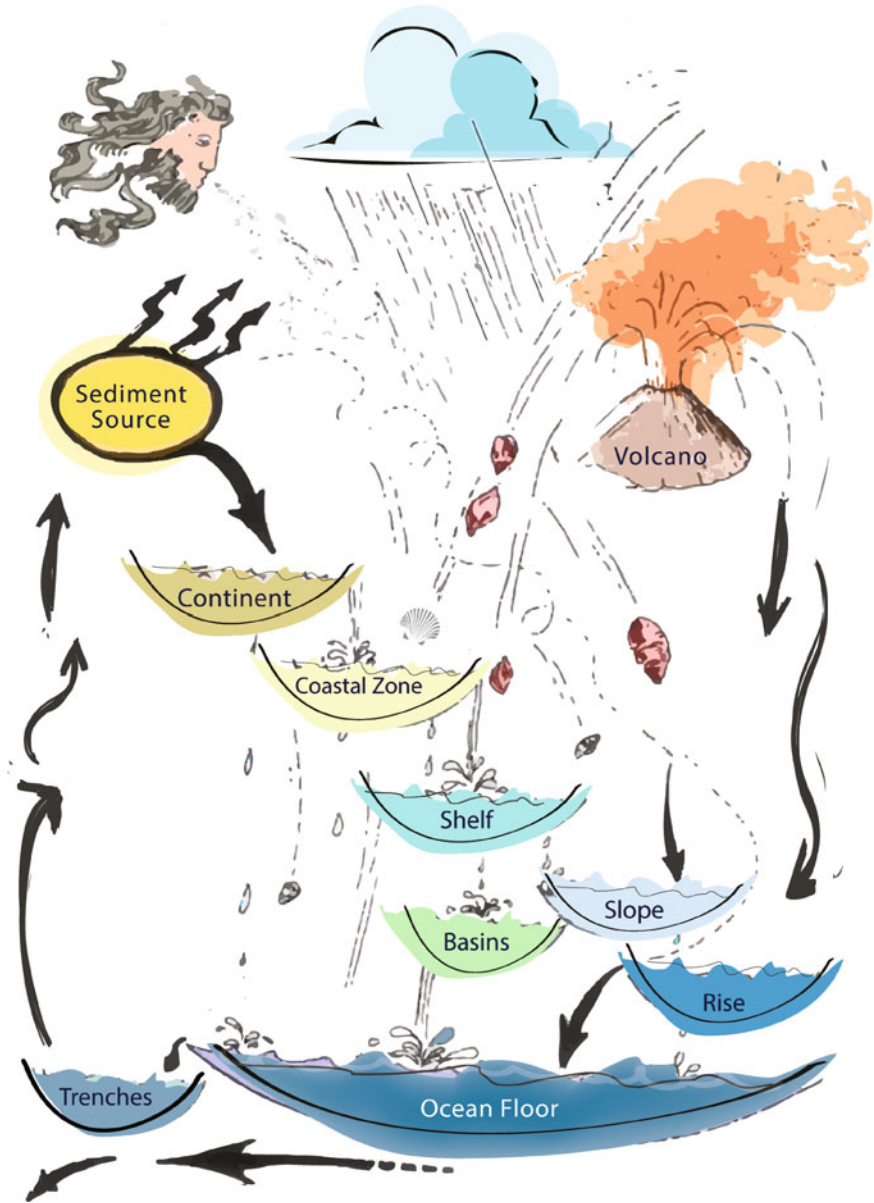 Sediment
Source
Volcano
Continent
Coastal Zone
Shelf
Slope
Basins
Rise
Trenches
Ocean Floor